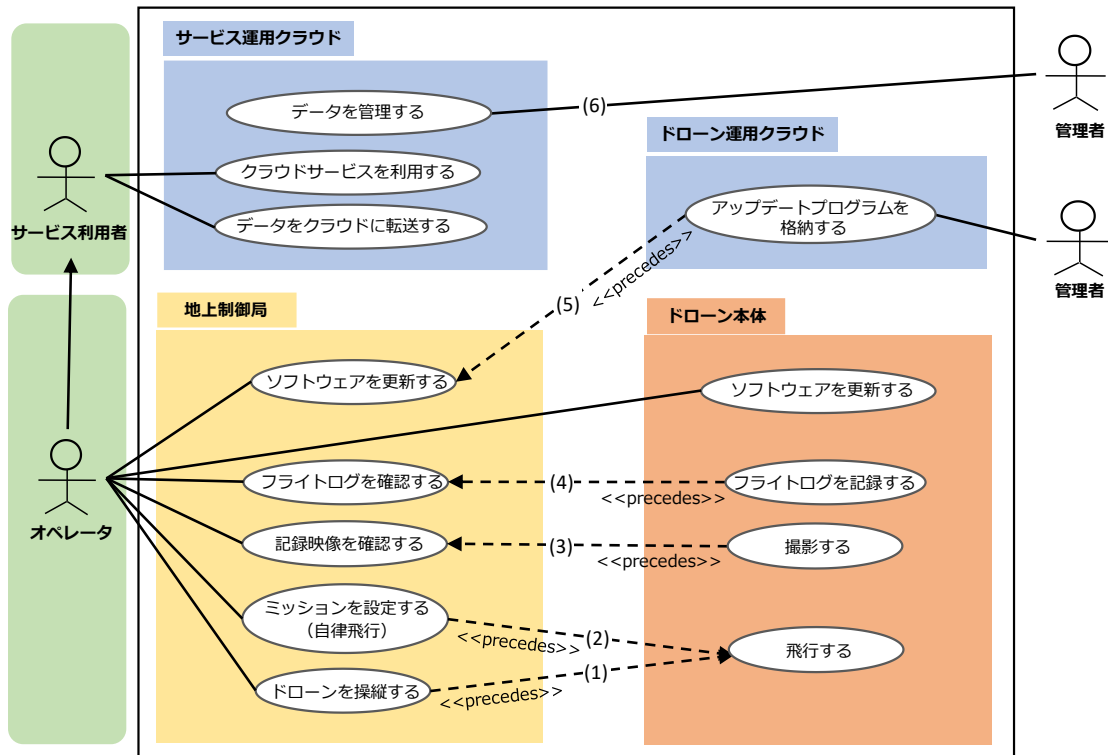 サービス運用クラウド
データを管理する
(6)
管理者
ドローン運用クラウド
クラウドサービスを利用する
データをクラウドに転送する
サービス利用者
アップデートプログラムを
格納する
<<precedes>>
管理者
(5)
地上制御局
ドローン本体
ソフトウェアを更新する
ソフトウェアを更新する
フライトログを確認する
(4)
<<precedes>>
フライトログを記録する
オペレータ
記録映像を確認する
(3)
<<precedes>>
撮影する
ミッションを設定する
（自律飛行）
<<precedes>>
(2)
飛行する
ドローンを操縦する
<<precedes>>
(1)